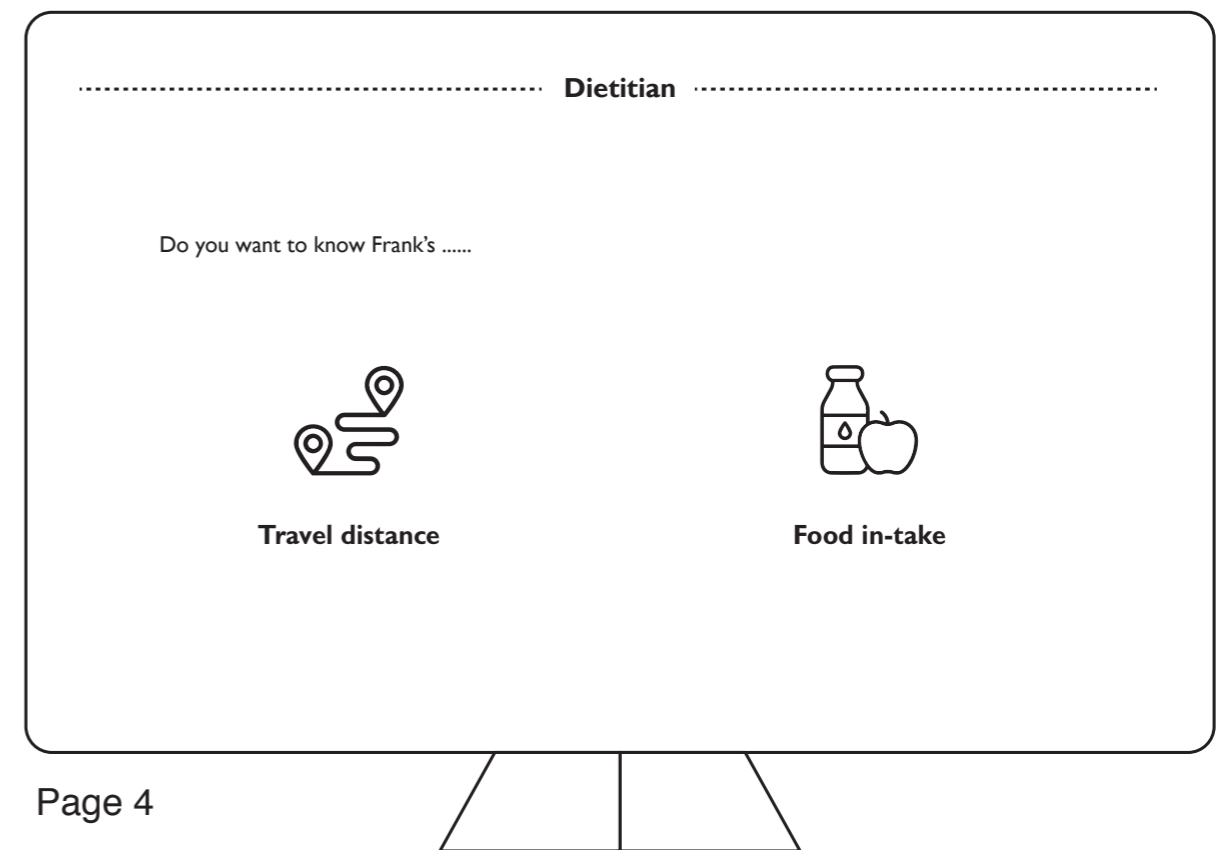 Dietitian
Do you want to know Frank’s ......
Travel distance
Food in-take
Page 4